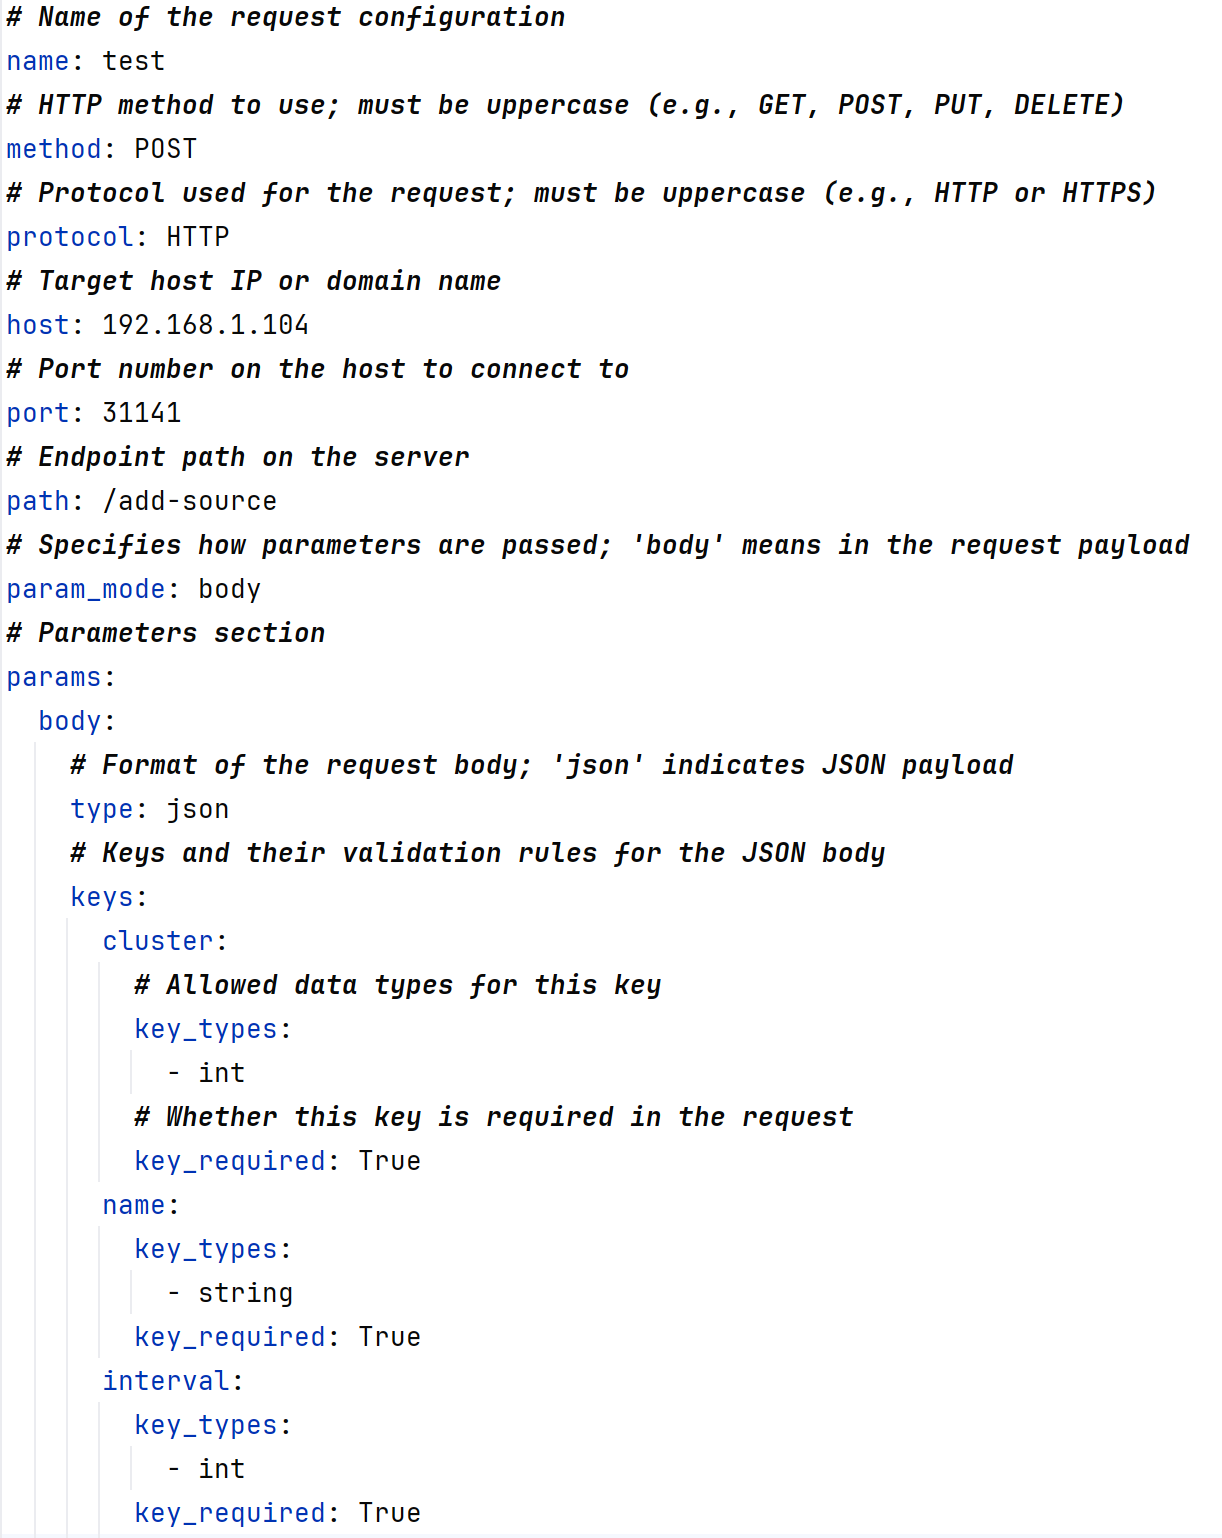 # Name of the request configuration
name: test
# HTTP method to use; must be uppercase (e.g., GET, POST, PUT, DELETE)
method: POST
# Protocol used for the request; must be uppercase (e.g., HTTP or HTTPS)
protocol: HTTP
# Target host IP or domain name
host: 192.168.1.104
# Port number on the host to connect to
port: 31141
# Endpoint path on the server
path: /add-source
# Specifies how parameters are passed; 'body' means in the request payload
param_mode: body
# Parameters section
params:
  body:
    # Format of the request body; 'json' indicates JSON payload
    type: json
    # Keys and their validation rules for the JSON body
    keys:
      cluster:
        # Allowed data types for this key
        key_types:
          - int
        # Whether this key is required in the request
        key_required: True
      name:
        key_types:
          - string
        key_required: True
      interval:
        key_types:
          - int
        key_required: True